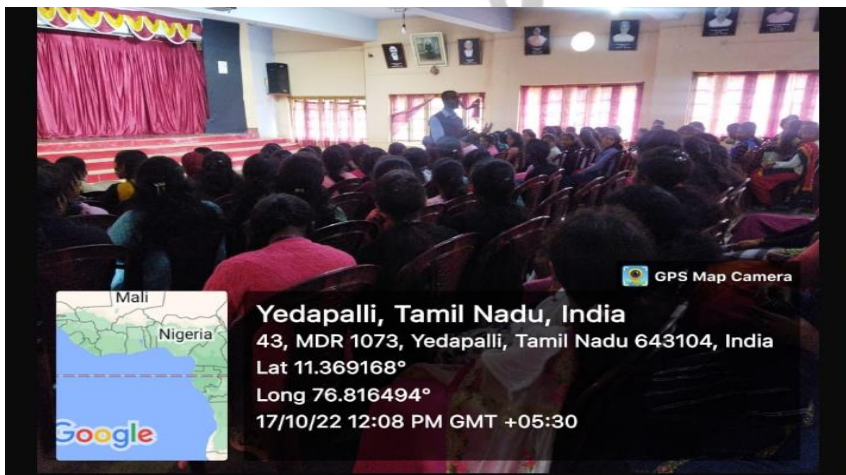 GPS Map Camera
Mali
Nigeria
Google
Yedapalli, Tamil Nadu, India
43, MDR 1073, Yedapalli, Tamil Nadu 643104, India
Lat 11.369168°
Long 76.816494°
17/10/22 12:08 PM GMT +05:30